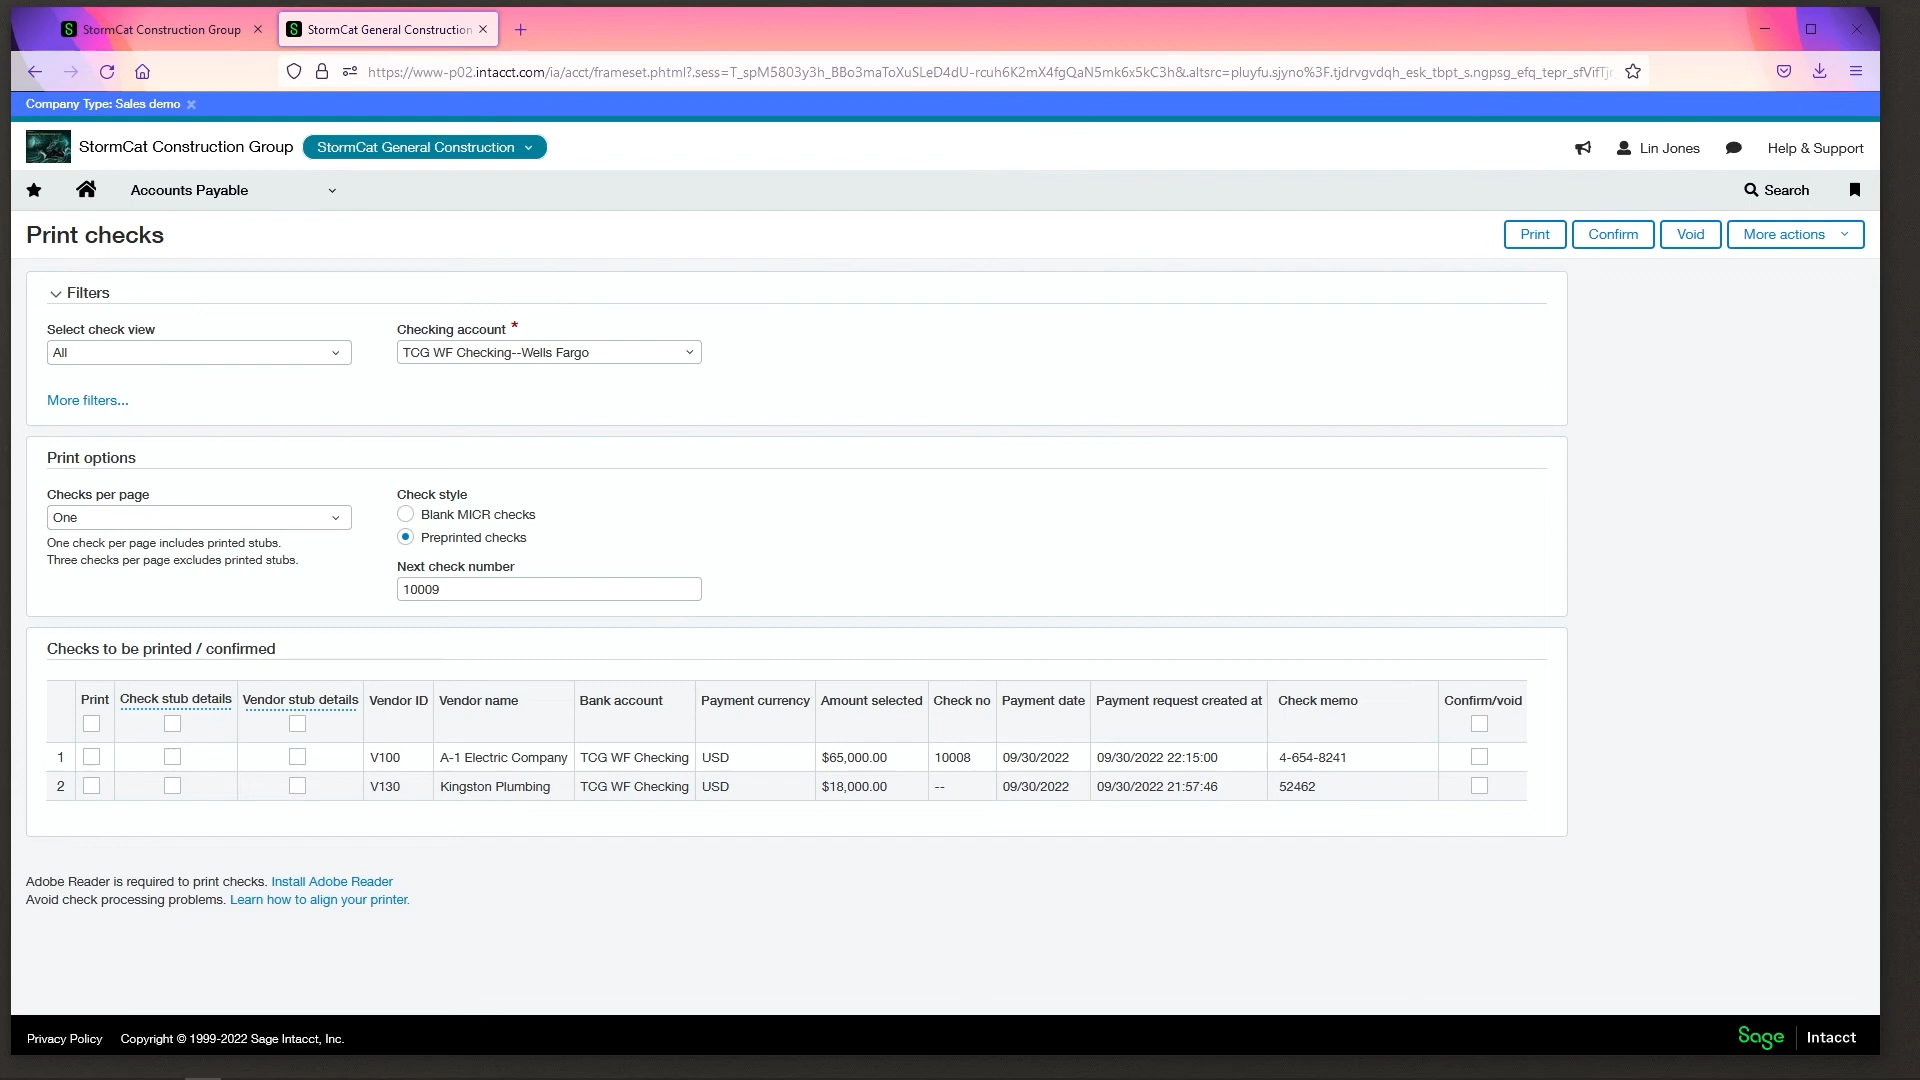 StormCat Construction Group
StormCat General Construction
https://www-p02.intacct.com/ia/acct/frameset.phtml?.sess=T_spM5803y3h_BBo3maToXuSLeD4dU-rcuh6K2mX4fgQaN5mk6x5kC3h&.altsrc=pluyfu.sjyno%3F.tjdrvgvdqh_esk_tbpt_s.ngpsg_efq_tepr_sfVifTjr
Company Type: Sales demo
StormCat Construction Group
StormCat General Construction
Lin Jones
Help & Support
Accounts Payable
Search
Print checks
Print
Confirm
Void
More actions
Filters
Select check view
Checking account *
All
TCG WF Checking--Wells Fargo
More filters...
Print options
Checks per page
Check style
One
Blank MICR checks
One check per page includes printed stubs.
Preprinted checks
Three checks per page excludes printed stubs.
Next check number
10009
Checks to be printed / confirmed
Print Check stub details Vendor stub details Vendor ID Vendor name Bank account Payment currency Amount selected Check no Payment date Payment request created at Check memo Confirm/void
1 V100 A-1 Electric Company TCG WF Checking USD $65,000.00 10008 09/30/2022 09/30/2022 22:15:00 4-654-8241
2 V130 Kingston Plumbing TCG WF Checking USD $18,000.00 -- 09/30/2022 09/30/2022 21:57:46 52462
Adobe Reader is required to print checks. Install Adobe Reader
Avoid check processing problems. Learn how to align your printer.
Privacy Policy
Copyright © 1999-2022 Sage Intacct, Inc.
Sage
Intacct